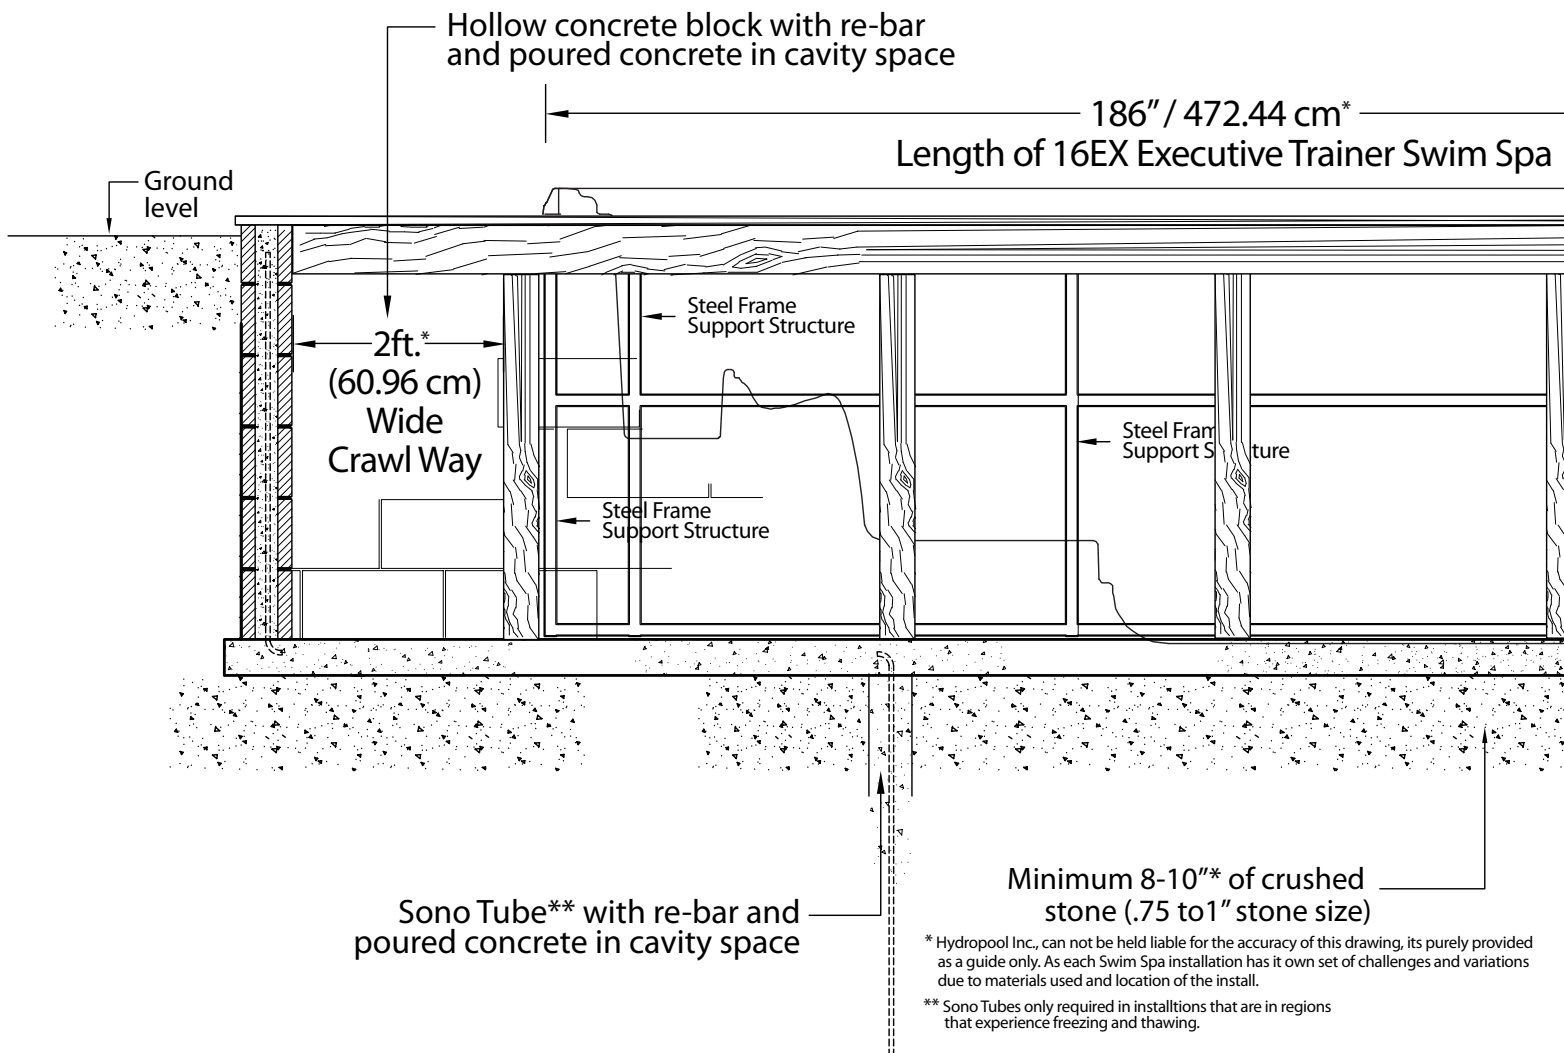 Hollow concrete block with re-bar
and poured concrete in cavity space
186" / 472.44 cm*
Length of 16EX Executive Trainer Swim Spa
Ground
level
Steel Frame
Support Structure
2ft.*
(60.96 cm)
Wide
Crawl Way
Steel Fram
Support S ture
Steel Frame
Support Structure
Sono Tube** with re-bar and
poured concrete in cavity space
Minimum 8-10"* of crushed
stone (.75 to1" stone size)
* Hydropool Inc., can not be held liable for the accuracy of this drawing, its purely provided
as a guide only. As each Swim Spa installation has it own set of challenges and variations
due to materials used and location of the install.
** Sono Tubes only required in installtions that are in regions
that experience freezing and thawing.